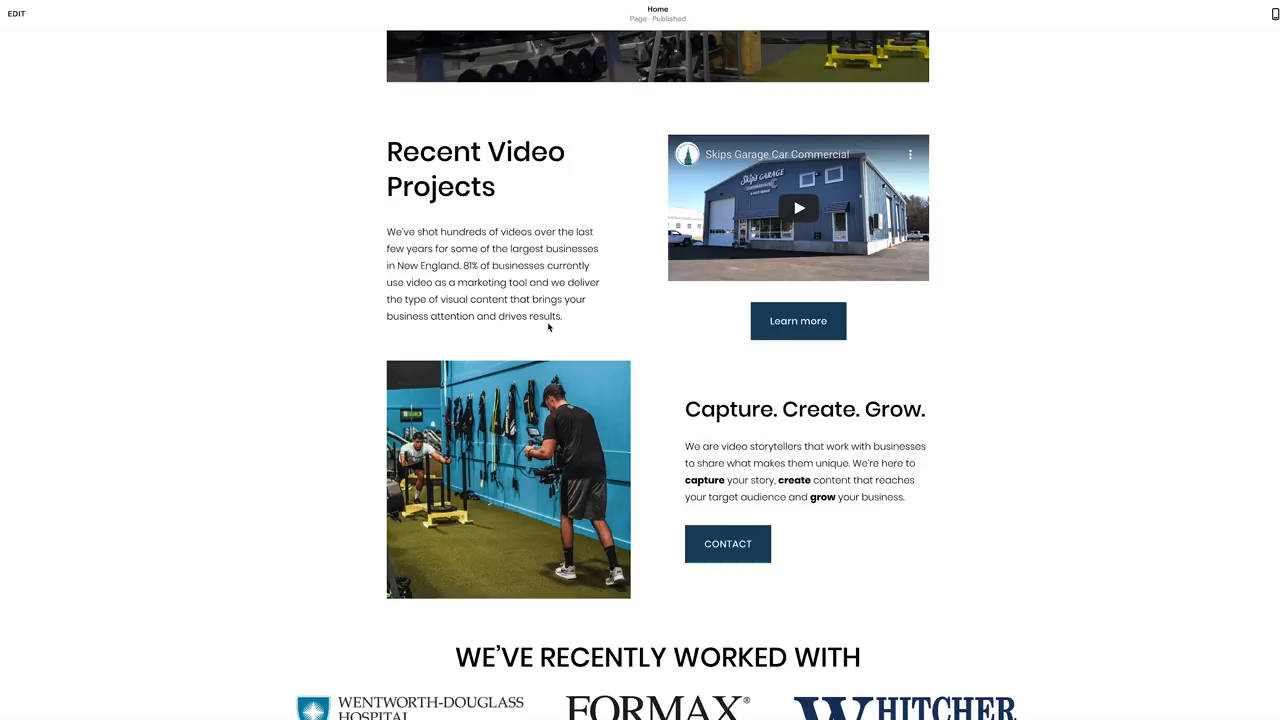 EDIT
Home
Page · Published
Recent Video
Projects
We've shot hundreds of videos over the last
few years for some of the largest businesses
in New England. 81% of businesses currently
use video as a marketing tool and we deliver
the type of visual content that brings your
business attention and drives results.
Skips Garage Car Commercial
Skip's GARAGE
Learn more
Capture. Create. Grow.
We are video storytellers that work with businesses
to share what makes them unique. We're here to
capture your story, create content that reaches
your target audience and grow your business.
CONTACT
WE'VE RECENTLY WORKED WITH
WENTWORTH-DOUGLASS
HOSPITAL
FORMAX®
WHITCHER